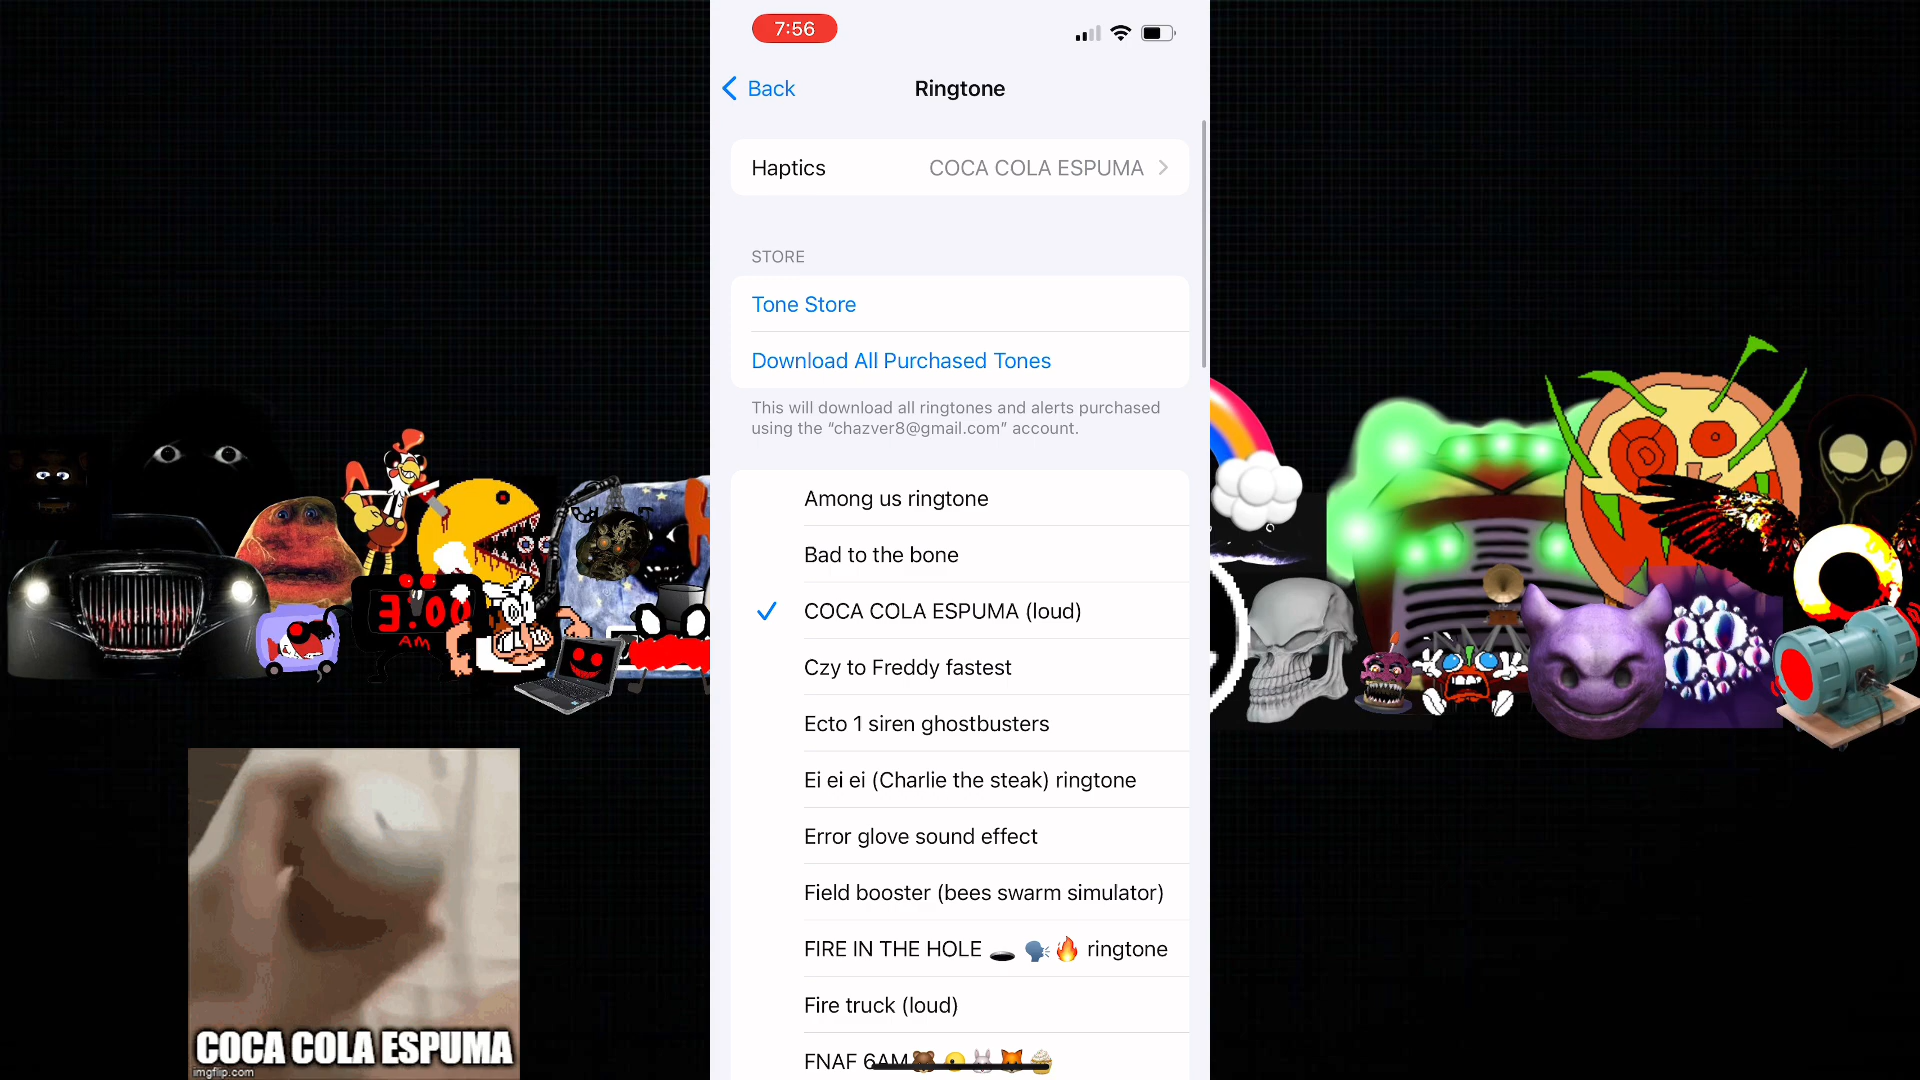 7:56
Back
Ringtone
Haptics COCA COLA ESPUMA
STORE
Tone Store
Download All Purchased Tones
This will download all ringtones and alerts purchased
using the “chazver8@gmail.com” account.
Among us ringtone
Bad to the bone
COCA COLA ESPUMA (loud)
Czy to Freddy fastest
Ecto 1 siren ghostbusters
Ei ei ei (Charlie the steak) ringtone
Error glove sound effect
Field booster (bees swarm simulator)
FIRE IN THE HOLE 🕳️ 🗣️🔥 ringtone
Fire truck (loud)
FNAF 6AM🐻🐤🐰🦊🧁
3:00
AM
COCA COLA ESPUMA
imgflip.com